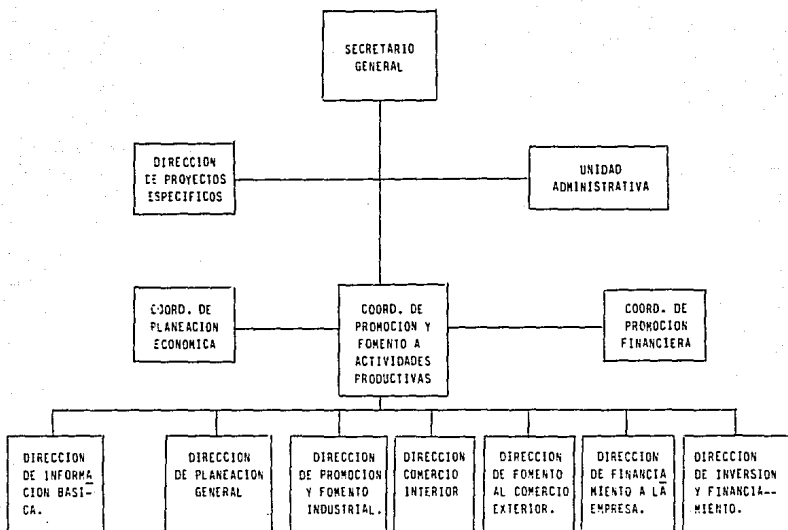 SECRETARIO
GENERAL
DIRECCION
DE PROYECTOS
ESPECIFICOS
UNIDAD
ADMINISTRATIVA
COORD. DE
PLANEACION
ECONOMICA
COORD. DE
PROMOCION Y
FOMENTO A
ACTIVIDADES
PRODUCTIVAS
COORD. DE
PROMOCION
FINANCIERA
DIRECCION
DE INFORMA
CION BASI-
CA.
DIRECCION
DE PLANEACION
GENERAL
DIRECCION
DE PROMOCION
Y FOMENTO
INDUSTRIAL.
DIRECCION
COMERCIO
INTERIOR
DIRECCION
DE FOMENTO
AL COMERCIO
EXTERIOR.
DIRECCION
DE FINANCIA
MIENTO A LA
EMPRESA.
DIRECCION
DE INVERSION
Y FINANCIA--
MIENTO.